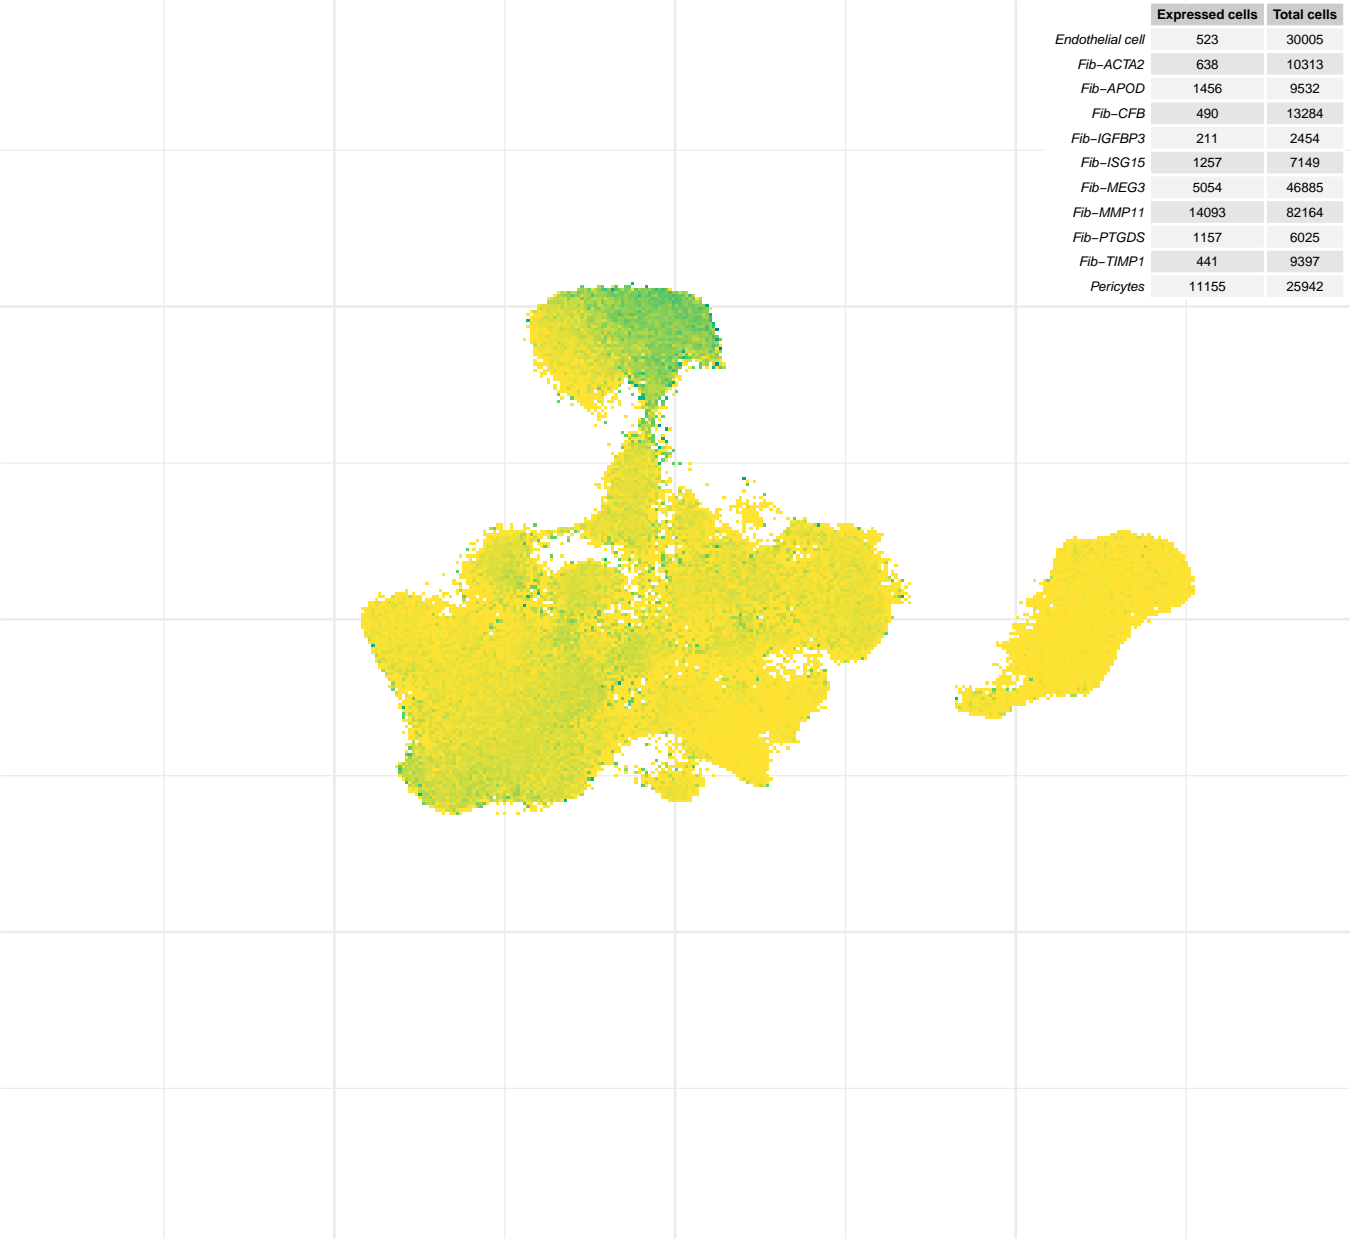 Expressed cells Total cells
Endothelial cell 523 30005
Fib−ACTA2 638 10313
Fib−APOD 1456 9532
Fib−CFB 490 13284
Fib−IGFBP3 211 2454
Fib−ISG15 1257 7149
Fib−MEG3 5054 46885
Fib−MMP11 14093 82164
Fib−PTGDS 1157 6025
Fib−TIMP1 441 9397
Pericytes 11155 25942